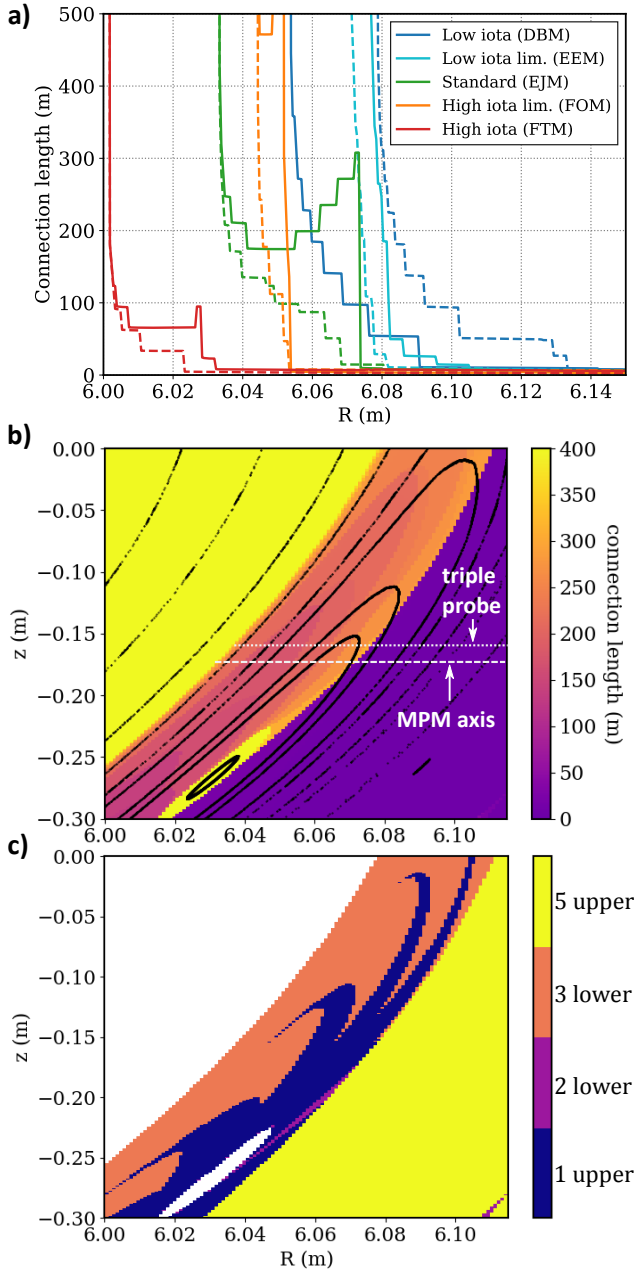 a)
500
400
300
200
100
0
Connection length (m)
Low iota (DBM)
Low iota lim. (EEM)
Standard (EJM)
High iota lim. (FOM)
High iota (FTM)
6.00 6.02 6.04 6.06 6.08 6.10 6.12 6.14
R (m)
b)
0.00
−0.05
−0.10
−0.15
−0.20
−0.25
−0.30
z (m)
triple
probe
MPM axis
6.00 6.02 6.04 6.06 6.08 6.10
400
350
300
250
200
150
100
50
0
connection length (m)
c)
0.00
−0.05
−0.10
−0.15
−0.20
−0.25
−0.30
z (m)
6.00 6.02 6.04 6.06 6.08 6.10
R (m)
5 upper
3 lower
2 lower
1 upper